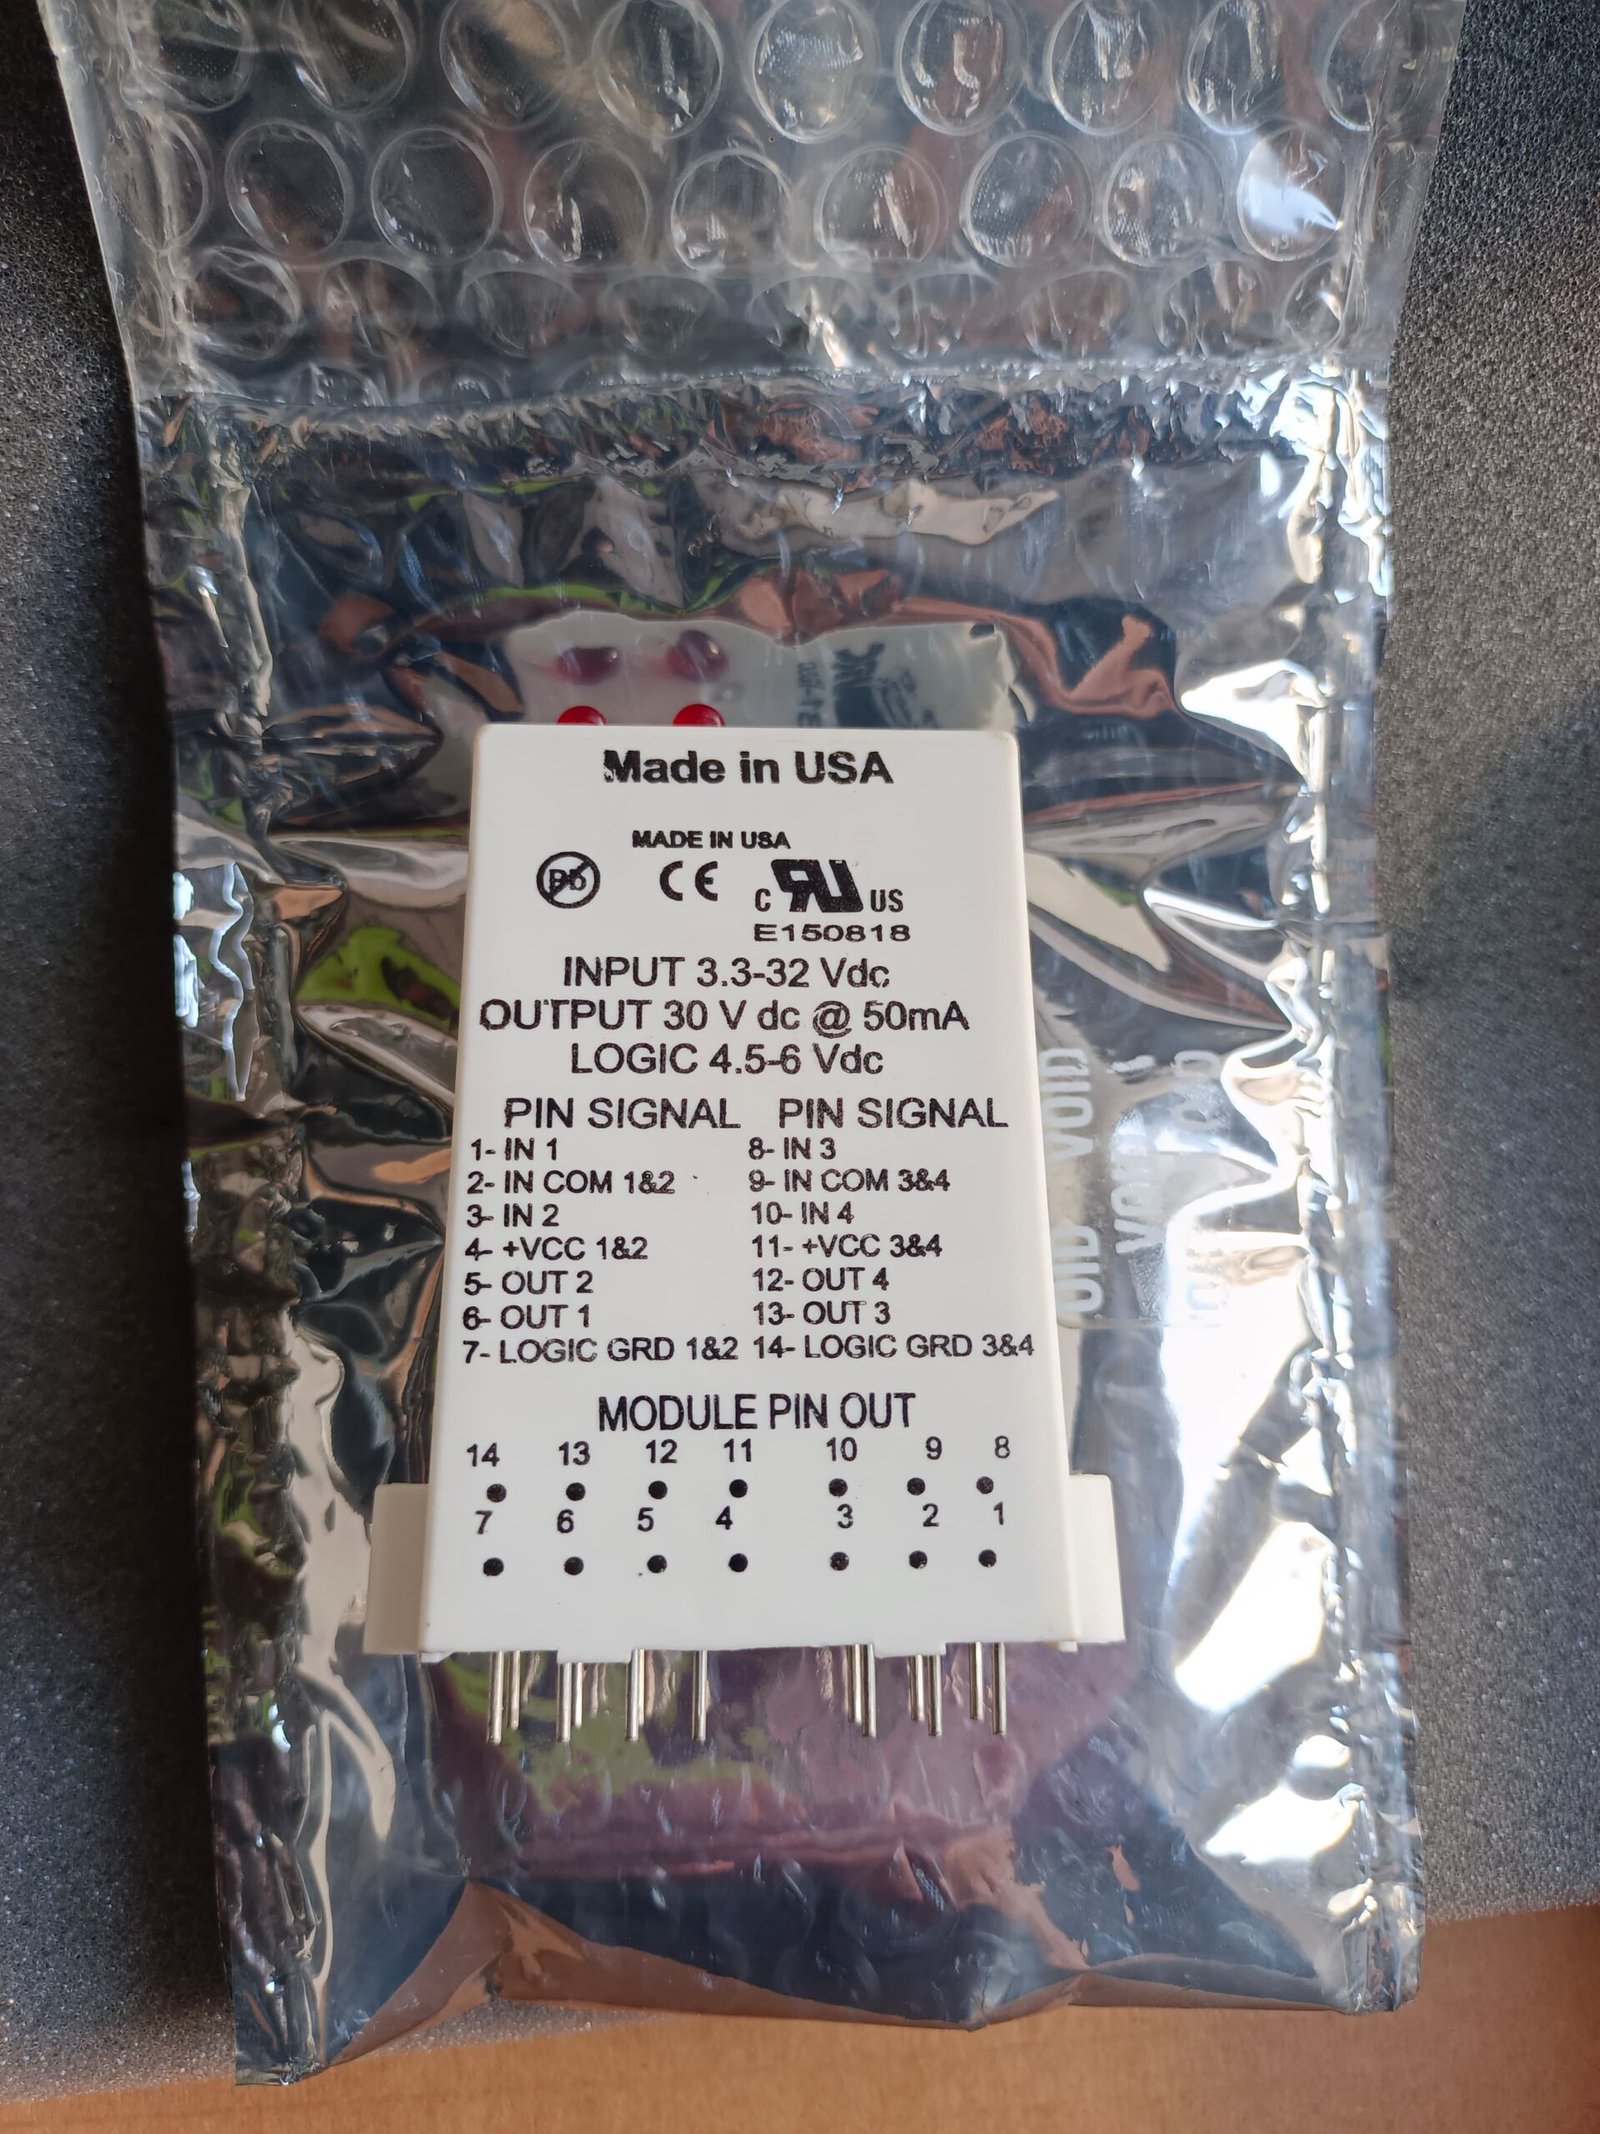 Made in USA
MADE IN USA
Pb CE C RU US
E150818
INPUT 3.3-32 Vdc
OUTPUT 30 V dc @ 50mA
LOGIC 4.5-6 Vdc
PIN SIGNAL PIN SIGNAL
1- IN 1 8- IN 3
2- IN COM 1&2 9- IN COM 3&4
3- IN 2 10- IN 4
4- +VCC 1&2 11- +VCC 3&4
5- OUT 2 12- OUT 4
6- OUT 1 13- OUT 3
7- LOGIC GRD 1&2 14- LOGIC GRD 3&4
MODULE PIN OUT
14 13 12 11 10 9 8
7 6 5 4 3 2 1
VOID VOID